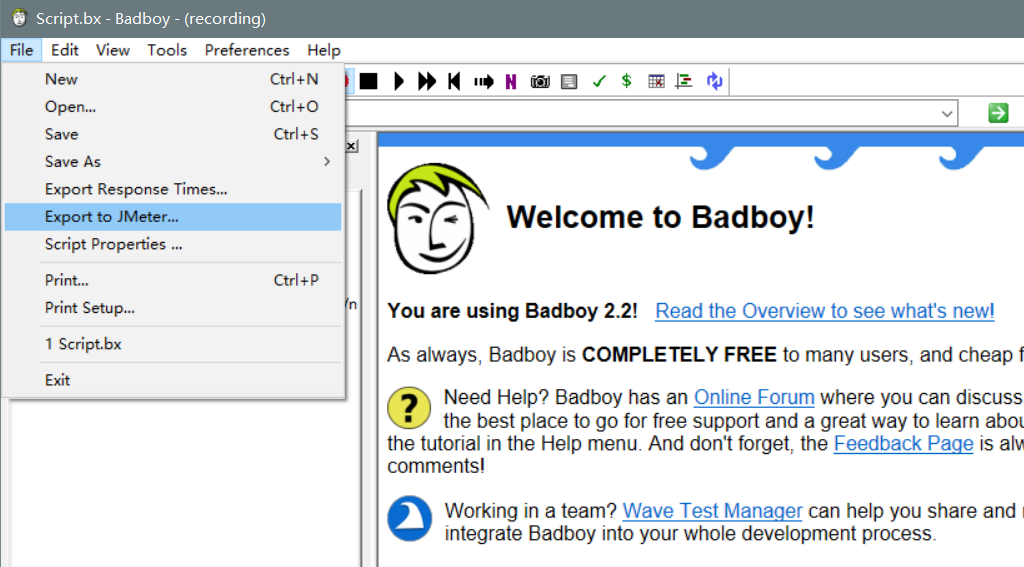 Script.bx - Badboy - (recording)
File Edit View Tools Preferences Help
New Ctrl+N
Open... Ctrl+O
Save Ctrl+S
Save As
Export Response Times...
Export to JMeter...
Script Properties ...
Print... Ctrl+P
Print Setup...
1 Script.bx
Exit
N
$
/n
Welcome to Badboy!
You are using Badboy 2.2! Read the Overview to see what's new!
As always, Badboy is COMPLETELY FREE to many users, and cheap f
? Need Help? Badboy has an Online Forum where you can discuss
the best place to go for free support and a great way to learn abou
the tutorial in the Help menu. And don't forget, the Feedback Page is alw
comments!
Working in a team? Wave Test Manager can help you share and
integrate Badboy into your whole development process.